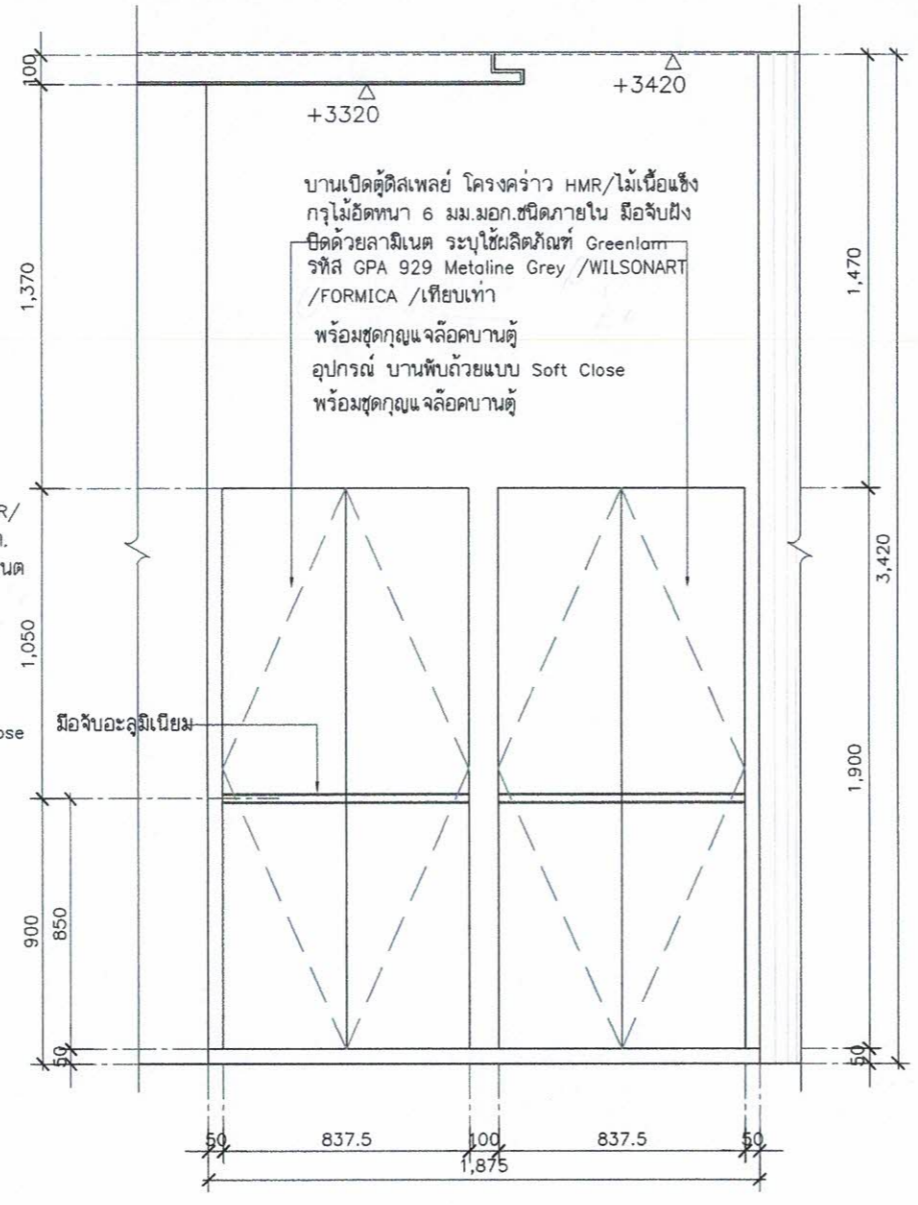 100
+3320
+3420
บานเปิดตู้ดิสเพลย์ โครงคร่าว HMR/ไม้เนื้อแข็ง
กรุไม้อัดหนา 6 มม.มอก.ชนิดภายใน มือจับฝัง
ปิดด้วยลามิเนต ระบุใช้ผลิตภัณฑ์ Greenlam
รหัส GPA 929 Metaline Grey /WILSONART
/FORMICA /เทียบเท่า
พร้อมชุดกุญแจล๊อคบานตู้
อุปกรณ์ บานพับถ้วยแบบ Soft Close
พร้อมชุดกุญแจล๊อคบานตู้
1,370
1,470
R/
นต
3,420
1,050
มือจับอะลูมิเนียม
ose
1,900
900
850
50
50
50
837.5
100
837.5
50
1,875